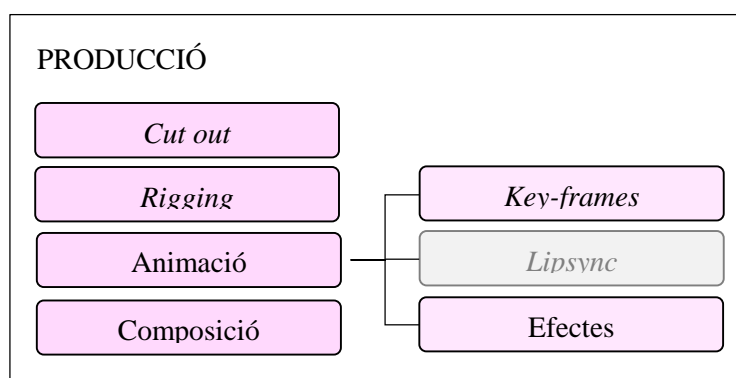 PRODUCCIÓ
Cut out
Rigging
Animació
Composició
Key-frames
Lipsync
Efectes